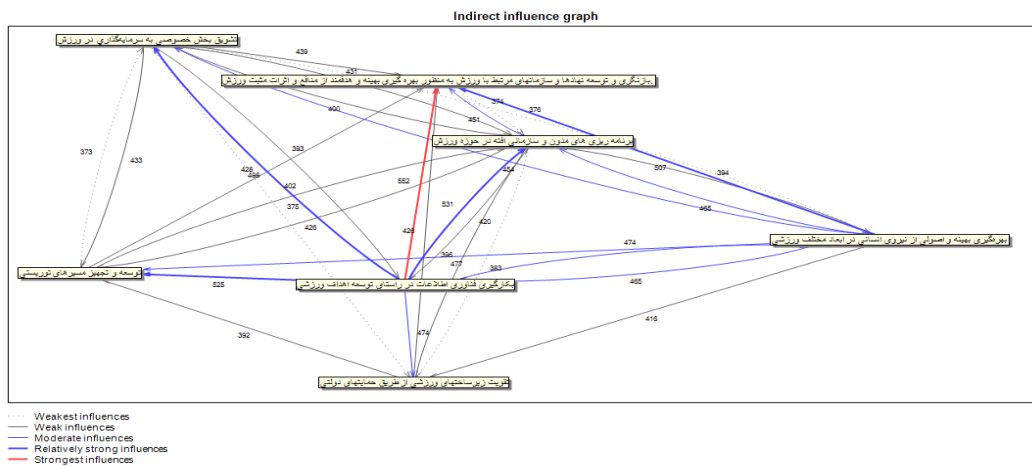 Indirect influence graph
تشویق بخش خصوصی به سرمایه‌گذاری در ورزش
439
431
بازنگری و توسعه نهادها و سازمانهای مرتبط با ورزش به منظور بهره گیری بهینه و هدفمند از منافع و اثرات مثبت ورزش
374
376
400
451
برنامه ریزی های مدون و سازمانی افته در حوزه ورزش
373
433
393
428
498
454
507
394
402
552
375
531
465
426
428
420
بهره‌گیری بهینه و اصولی از نیروی انسانی در ابعاد مختلف ورزشی
474
396
477
383
توسعه و تجهیز مسیرهای توریستی
525
بکارگیری فناوری اطلاعات در راستای توسعه اهداف ورزشی
465
416
392
474
تقویت زیرساختهای ورزشی از طریق حمایتهای دولتی
Weakest influences
Weak influences
Moderate influences
Relatively strong influences
Strongest influences